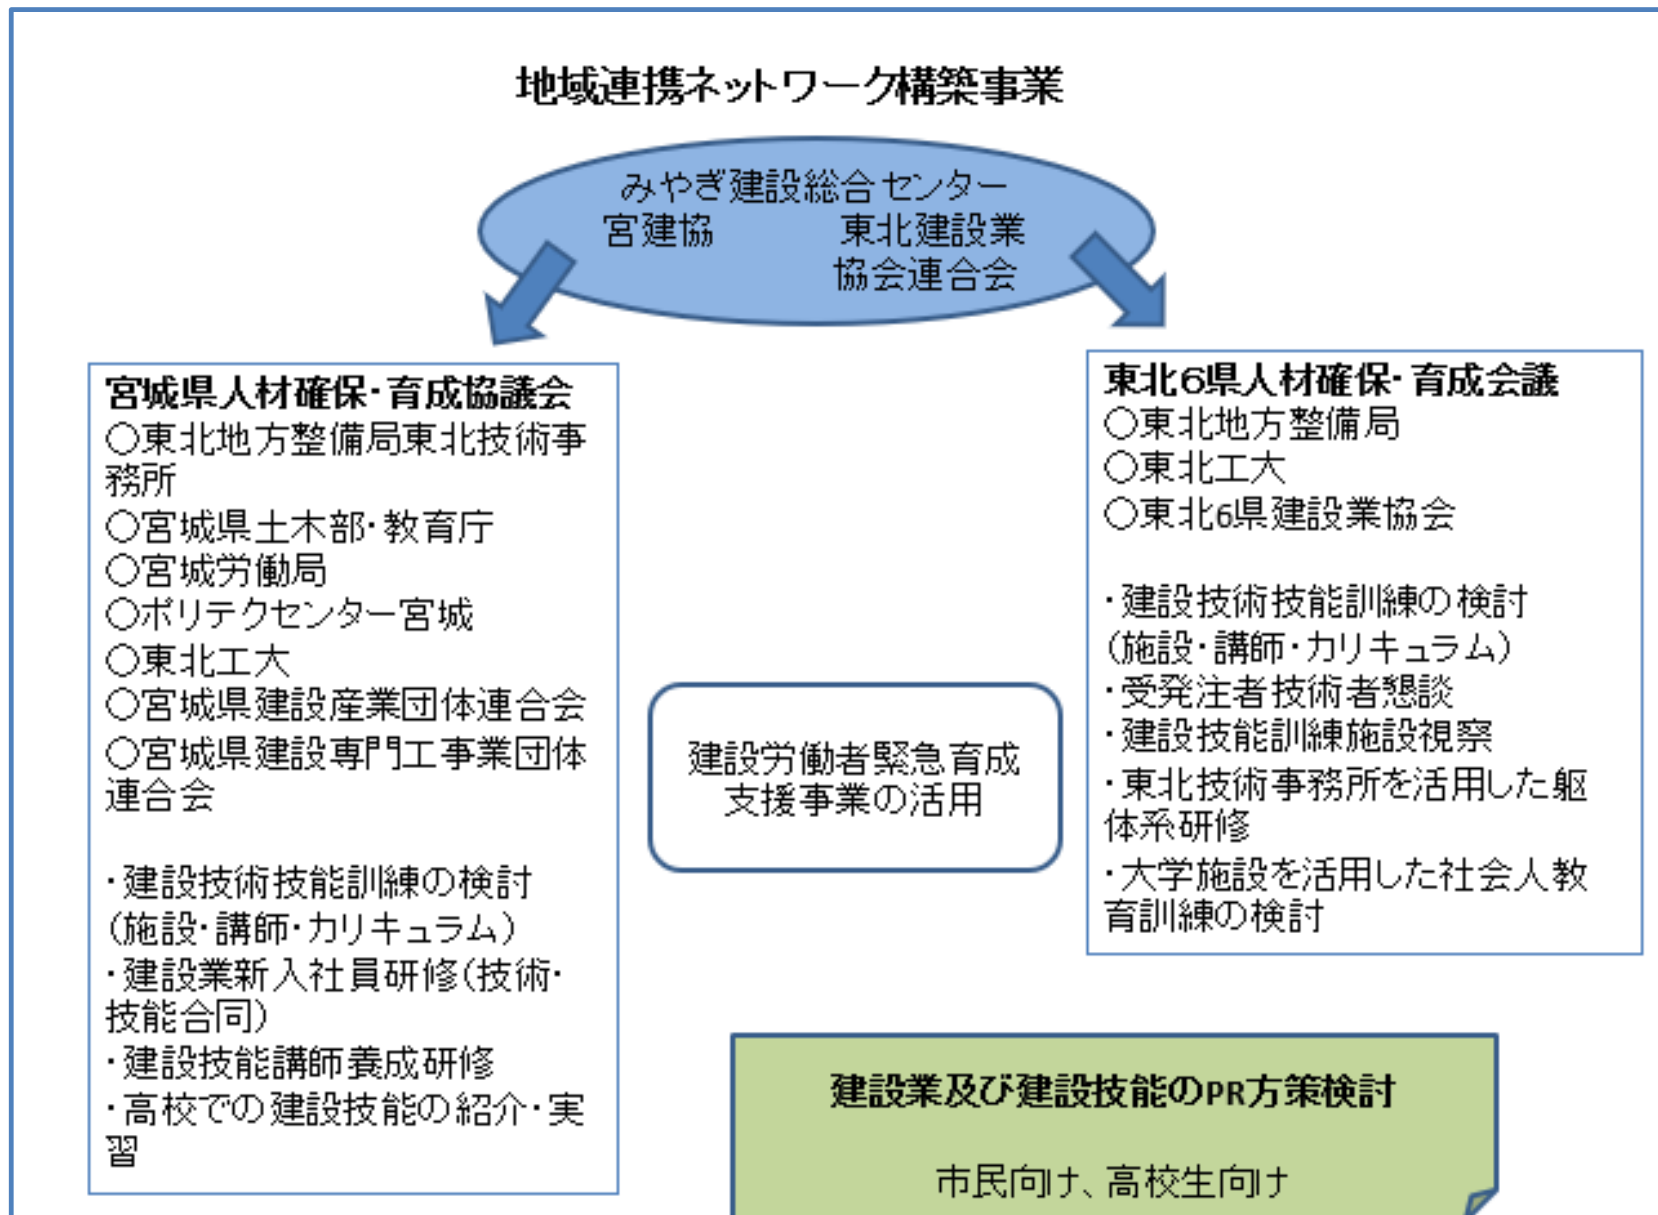 地域連携ネットワーク構築事業
みやぎ建設総合センター
宮建協　東北建設業
協会連合会
宮城県人材確保・育成協議会
○東北地方整備局東北技術事
務所
○宮城県土木部・教育庁
○宮城労働局
○ポリテクセンター宮城
○東北工大
○宮城県建設産業団体連合会
○宮城県建設専門工事業団体
連合会
・建設技術技能訓練の検討
(施設・講師・カリキュラム)
・建設業新入社員研修(技術・
技能合同)
・建設技能講師養成研修
・高校での建設技能の紹介・実
習
建設労働者緊急育成
支援事業の活用
東北6県人材確保・育成会議
○東北地方整備局
○東北工大
○東北6県建設業協会
・建設技術技能訓練の検討
(施設・講師・カリキュラム)
・受発注者技術者懇談
・建設技能訓練施設視察
・東北技術事務所を活用した躯
体系研修
・大学施設を活用した社会人教
育訓練の検討
建設業及び建設技能のPR方策検討
市民向け、高校生向け